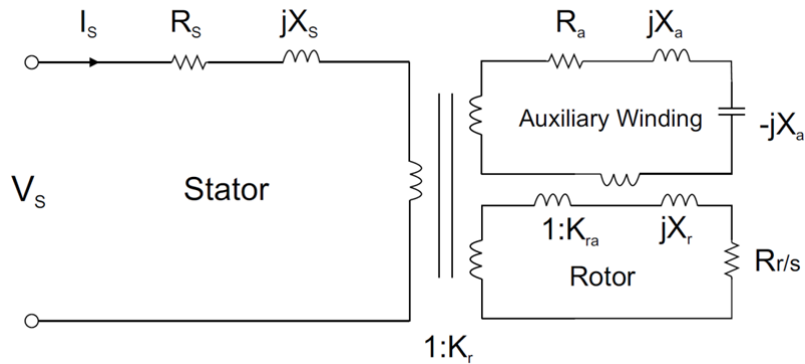 I_S R_S jX_S
R_a jX_a
Auxiliary Winding
-jX_a
V_S
Stator
1:K_ra jX_r
R_r/s
Rotor
1:K_r